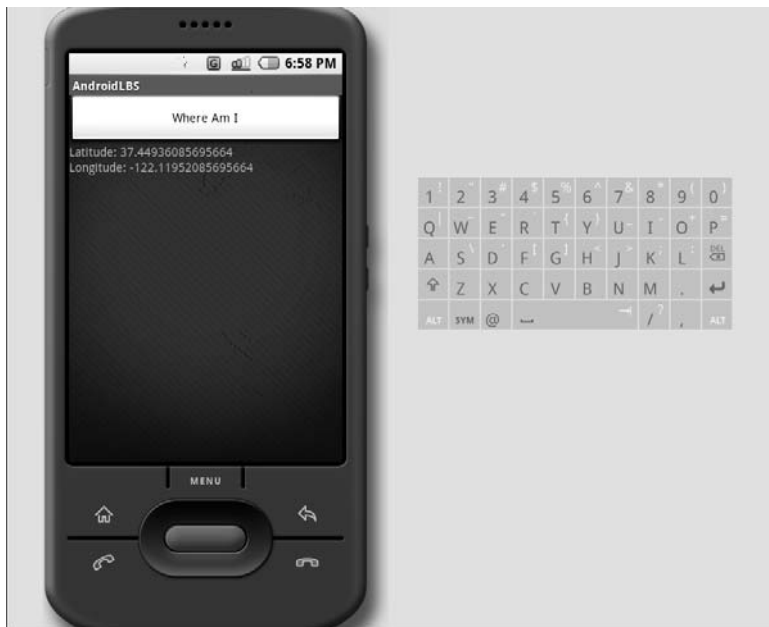 6:58 PM
AndroidLBS
Where Am I
Latitude: 37.44936085695664
Longitude: -122.11952085695664
MENU
1 ! 2 " 3 # 4 $ 5 % 6 ^ 7 & 8 * 9 ( 0 )
Q | W E " R T { Y } U - I O + P =
A S \ D ' F [ G ] H < J > K ; L : DEL
Z X C V B N M .
ALT SYM @ / ? , ALT